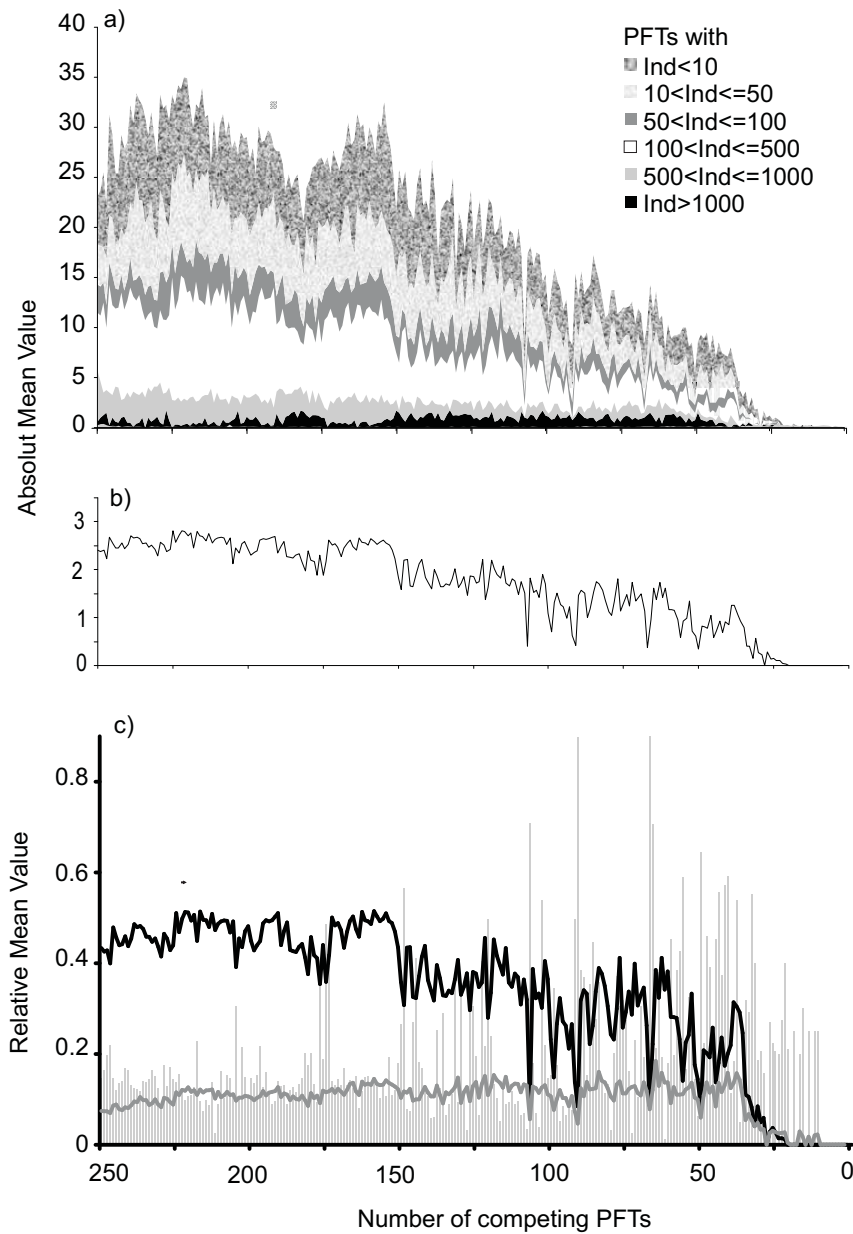 a)
40
35
30
25
20
15
10
5
0
Absolut Mean Value
PFTs with
Ind<10
10<Ind<=50
50<Ind<=100
100<Ind<=500
500<Ind<=1000
Ind>1000
b)
3
2
1
0
c)
0.8
0.6
0.4
0.2
0
Relative Mean Value
250 200 150 100 50 0
Number of competing PFTs